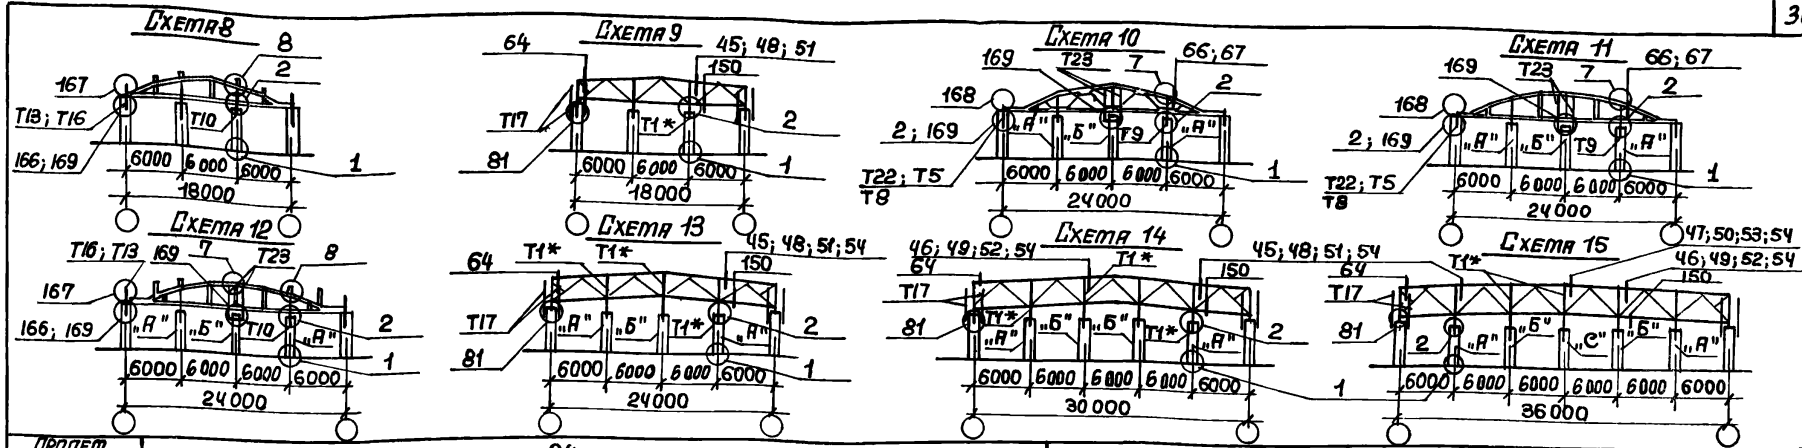 Схема 8
8
2
167
Т13; Т16
Т10
166; 169
1
6000 6000 6000
18000
Схема 9
64
45; 48; 51
150
Т17
Т1*
2
81
1
6000 6000 6000
18000
Схема 10
169
Т23
7
66; 67
2
168
2; 169
„А" „Б" Т9 „А"
1
Т22; Т5
Т8
6000 6000 6000 6000
24000
Схема 11
169
Т23
7
66; 67
2
168
2; 169
„А" „Б" Т9 „А"
1
Т22; Т5
Т8
6000 6000 6000 6000
24000
Схема 12
Т16; Т13
169
7
Т23
8
167
166; 169
„А" „Б" Т10 „А"
2
1
6000 6000 6000 6000
24000
Схема 13
64
Т1* Т1*
45; 48; 51; 54
150
Т17
„А" „Б" Т1* „А"
2
81
1
6000 6000 6000 6000
24000
Схема 14
46; 49; 52; 54
64
Т1*
45; 48; 51; 54
150
Т17
81
Т1*
„А" „Б" „Б" Т1* „А"
2
1
6000 6000 6000 6000 6000
30000
Схема 15
47; 50; 53; 54
46; 49; 52; 54
150
64
Т1*
Т17
81
2
„А" „Б" „С" „Б" „А"
6000 6000 6000 6000 6000 6000
36000
Пролет